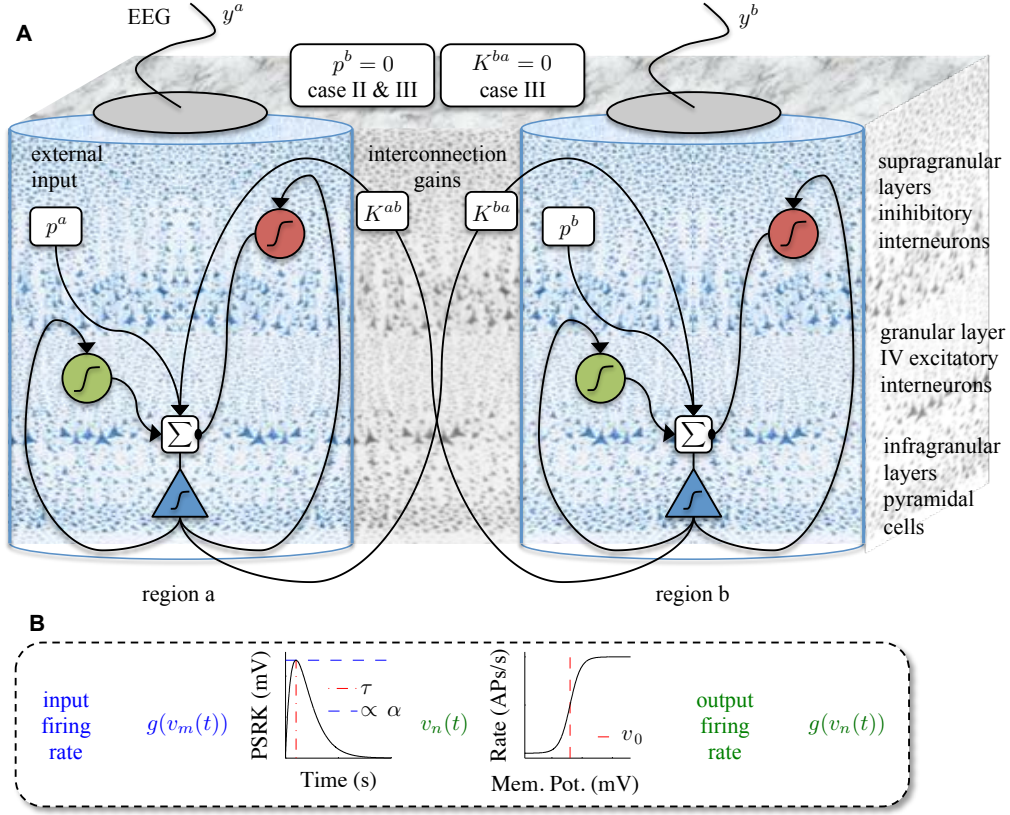 A
EEG
y^a
y^b
p^b = 0
case II & III
K^{ba} = 0
case III
external
input
interconnection
gains
p^a
K^{ab}
K^{ba}
p^b
supragranular
layers
inihibitory
interneurons
granular layer
IV excitatory
interneurons
infragranular
layers
pyramidal
cells
Σ
Σ
region a
region b
B
input
firing
rate
g(v_m(t))
PSRK (mV)
τ
∝ α
Time (s)
v_n(t)
Rate (APs/s)
v_0
Mem. Pot. (mV)
output
firing
rate
g(v_n(t))